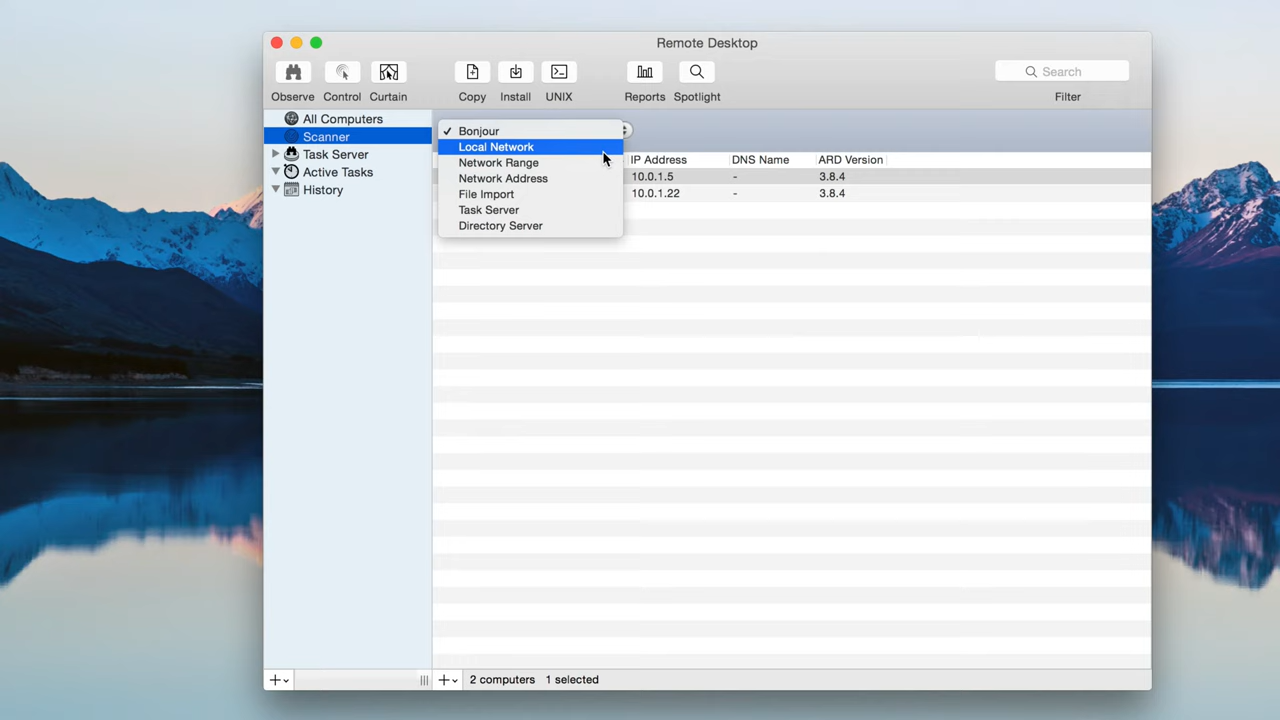 Remote Desktop
Observe Control Curtain Copy Install UNIX Reports Spotlight Search Filter
All Computers
Scanner
Task Server
Active Tasks
History
✓ Bonjour
Local Network
Network Range
Network Address
File Import
Task Server
Directory Server
IP Address DNS Name ARD Version
10.0.1.5 - 3.8.4
10.0.1.22 - 3.8.4
2 computers 1 selected